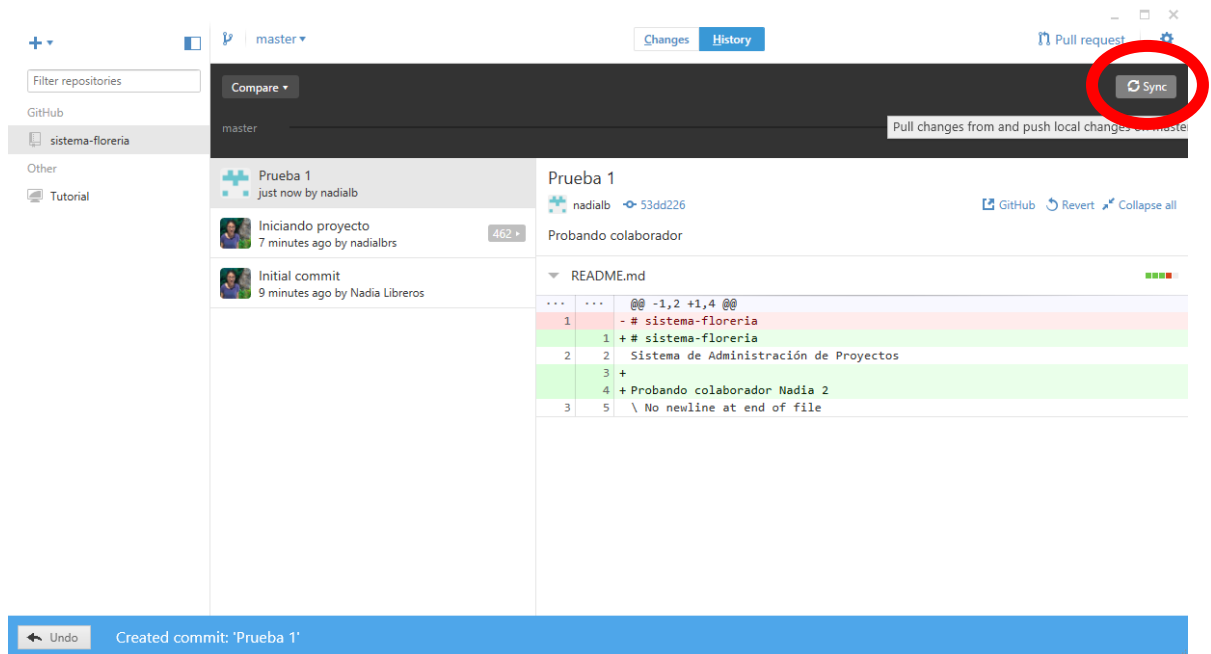 master
Changes
History
Pull request
Filter repositories
GitHub
sistema-floreria
Other
Tutorial
Compare
Sync
master
Pull changes from and push local changes on master
Prueba 1
just now by nadialb
Iniciando proyecto
7 minutes ago by nadialbrs
462
Initial commit
9 minutes ago by Nadia Libreros
Prueba 1
nadialb 53dd226
GitHub Revert Collapse all
Probando colaborador
README.md
... ... @@ -1,2 +1,4 @@
1 - # sistema-floreria
1 + # sistema-floreria
2 2 Sistema de Administración de Proyectos
3 +
4 + Probando colaborador Nadia 2
3 5 \ No newline at end of file
Undo
Created commit: 'Prueba 1'